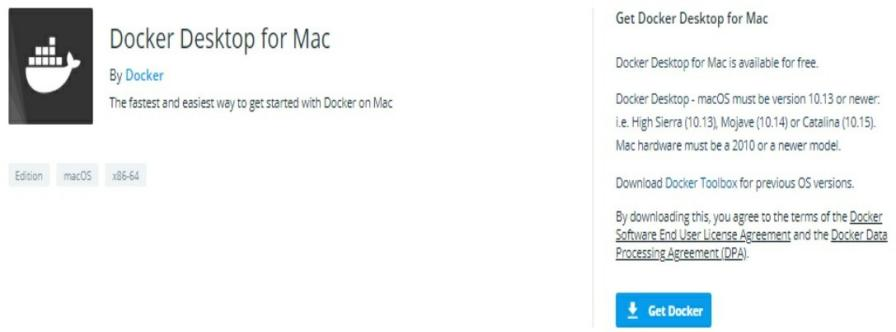 Docker Desktop for Mac
By Docker
The fastest and easiest way to get started with Docker on Mac
Edition macOS x86-64
Get Docker Desktop for Mac
Docker Desktop for Mac is available for free.
Docker Desktop - macOS must be version 10.13 or newer:
i.e. High Sierra (10.13), Mojave (10.14) or Catalina (10.15).
Mac hardware must be a 2010 or a newer model.
Download Docker Toolbox for previous OS versions.
By downloading this, you agree to the terms of the Docker
Software End User License Agreement and the Docker Data
Processing Agreement (DPA).
Get Docker